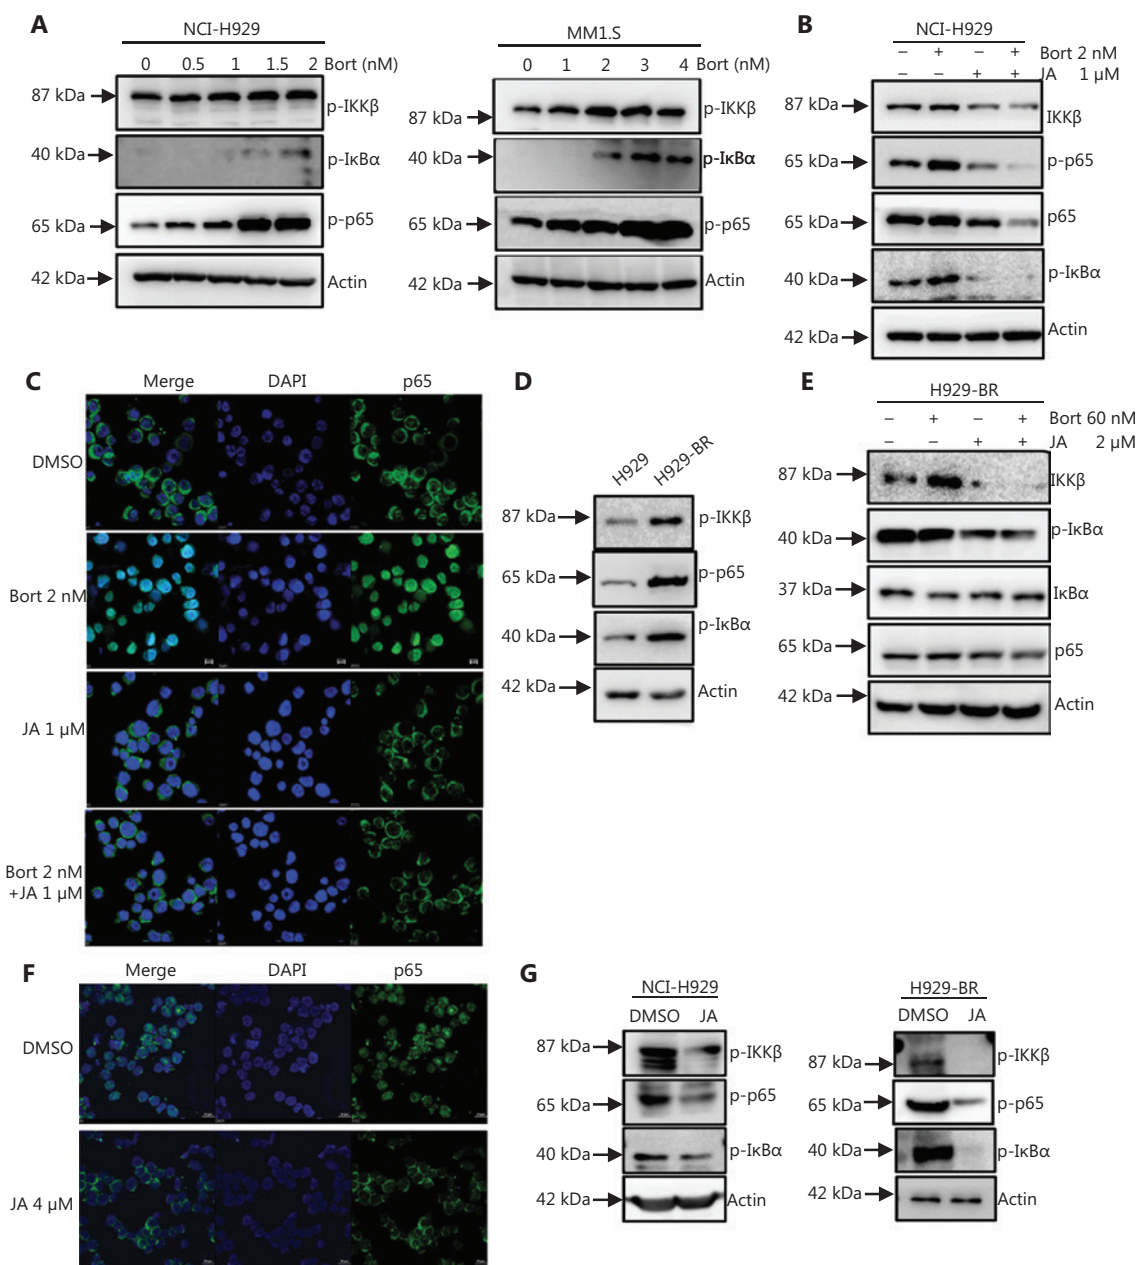 A
NCI-H929
0 0.5 1 1.5 2 Bort (nM)
87 kDa
p-IKKβ
40 kDa
p-IκBα
65 kDa
p-p65
42 kDa
Actin
MM1.S
0 1 2 3 4 Bort (nM)
87 kDa
p-IKKβ
40 kDa
p-IκBα
65 kDa
p-p65
42 kDa
Actin
B
NCI-H929
– + – + Bort 2 nM
– – + + JA 1 μM
87 kDa
IKKβ
65 kDa
p-p65
65 kDa
p65
40 kDa
p-IκBα
42 kDa
Actin
C
Merge DAPI p65
DMSO
Bort 2 nM
JA 1 μM
Bort 2 nM
+JA 1 μM
D
H929 H929-BR
87 kDa
p-IKKβ
65 kDa
p-p65
40 kDa
p-IκBα
42 kDa
Actin
E
H929-BR
– + – + Bort 60 nM
– – + + JA 2 μM
87 kDa
IKKβ
40 kDa
p-IκBα
37 kDa
IκBα
65 kDa
p65
42 kDa
Actin
F
Merge DAPI p65
DMSO
JA 4 μM
G
NCI-H929
DMSO JA
87 kDa
p-IKKβ
65 kDa
p-p65
40 kDa
p-IκBα
42 kDa
Actin
H929-BR
DMSO JA
87 kDa
p-IKKβ
65 kDa
p-p65
40 kDa
p-IκBα
42 kDa
Actin